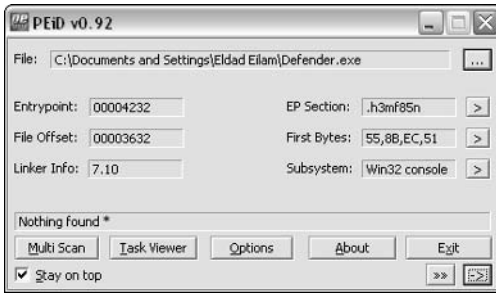 PEiD v0.92
File: C:\Documents and Settings\Eldad Eilam\Defender.exe ...
Entrypoint: 00004232 EP Section: .h3mf85n >
File Offset: 00003632 First Bytes: 55,8B,EC,51 >
Linker Info: 7.10 Subsystem: Win32 console >
Nothing found *
Multi Scan Task Viewer Options About Exit
Stay on top >> ->